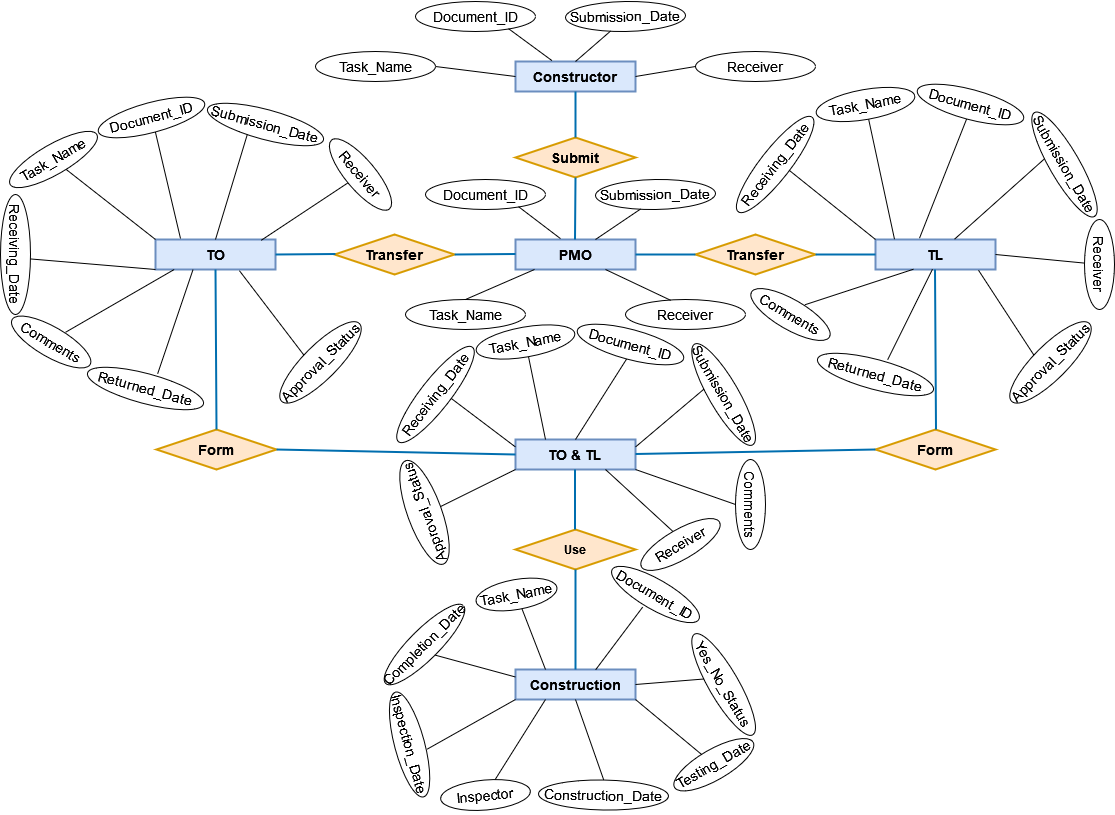 Document_ID
Submission_Date
Task_Name
Constructor
Receiver
Submit
Task_Name
Document_ID
Submission_Date
Receiver
Receiving_Date
TO
Comments
Returned_Date
Approval_Status
Transfer
Document_ID
Submission_Date
PMO
Task_Name
Receiver
Transfer
Receiving_Date
Task_Name
Document_ID
Submission_Date
Receiver
TL
Comments
Returned_Date
Approval_Status
Form
Receiving_Date
Task_Name
Document_ID
Submission_Date
TO & TL
Approval_Status
Receiver
Comments
Form
Use
Completion_Date
Task_Name
Document_ID
Yes_No_Status
Construction
Inspection_Date
Inspector
Construction_Date
Testing_Date